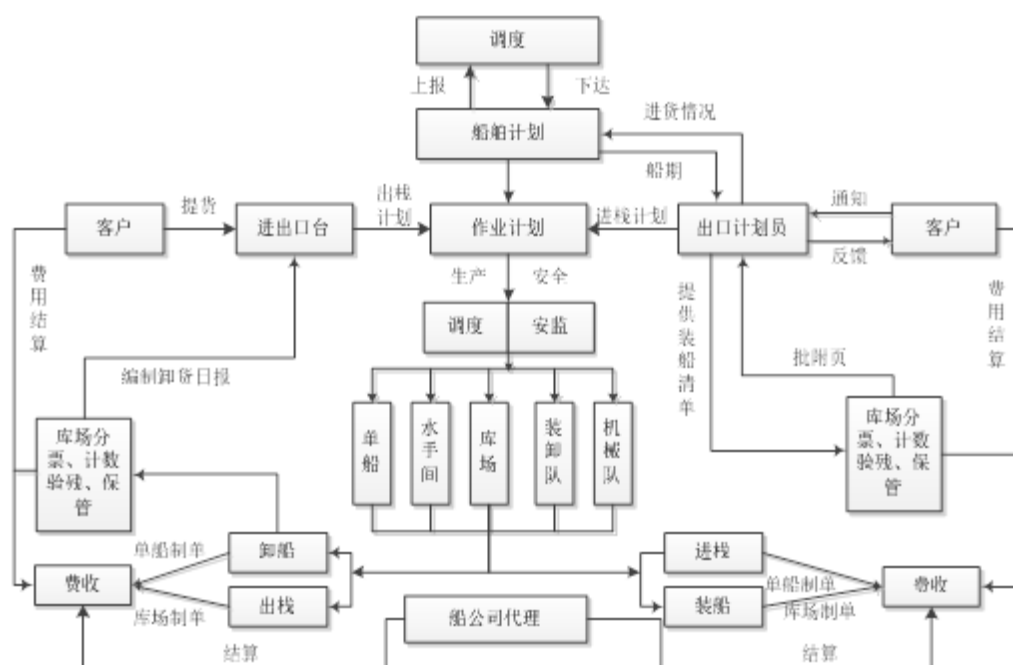 调度
上报
下达
船舶计划
进货情况
船期
客户
提货
进出口台
出栈
计划
作业计划
进栈计划
出口计划员
通知
反馈
客户
费用结算
生产
安全
提供装船清单
费用结算
调度
安监
编制卸货日报
批附页
单船
水手间
库场
装卸队
机械队
库场分
票、计数
验残、保
管
库场分
票、计数
验残、保
管
单船制单
卸船
进栈
单船制单
费收
费收
库场制单
出栈
装船
库场制单
船公司代理
结算
结算